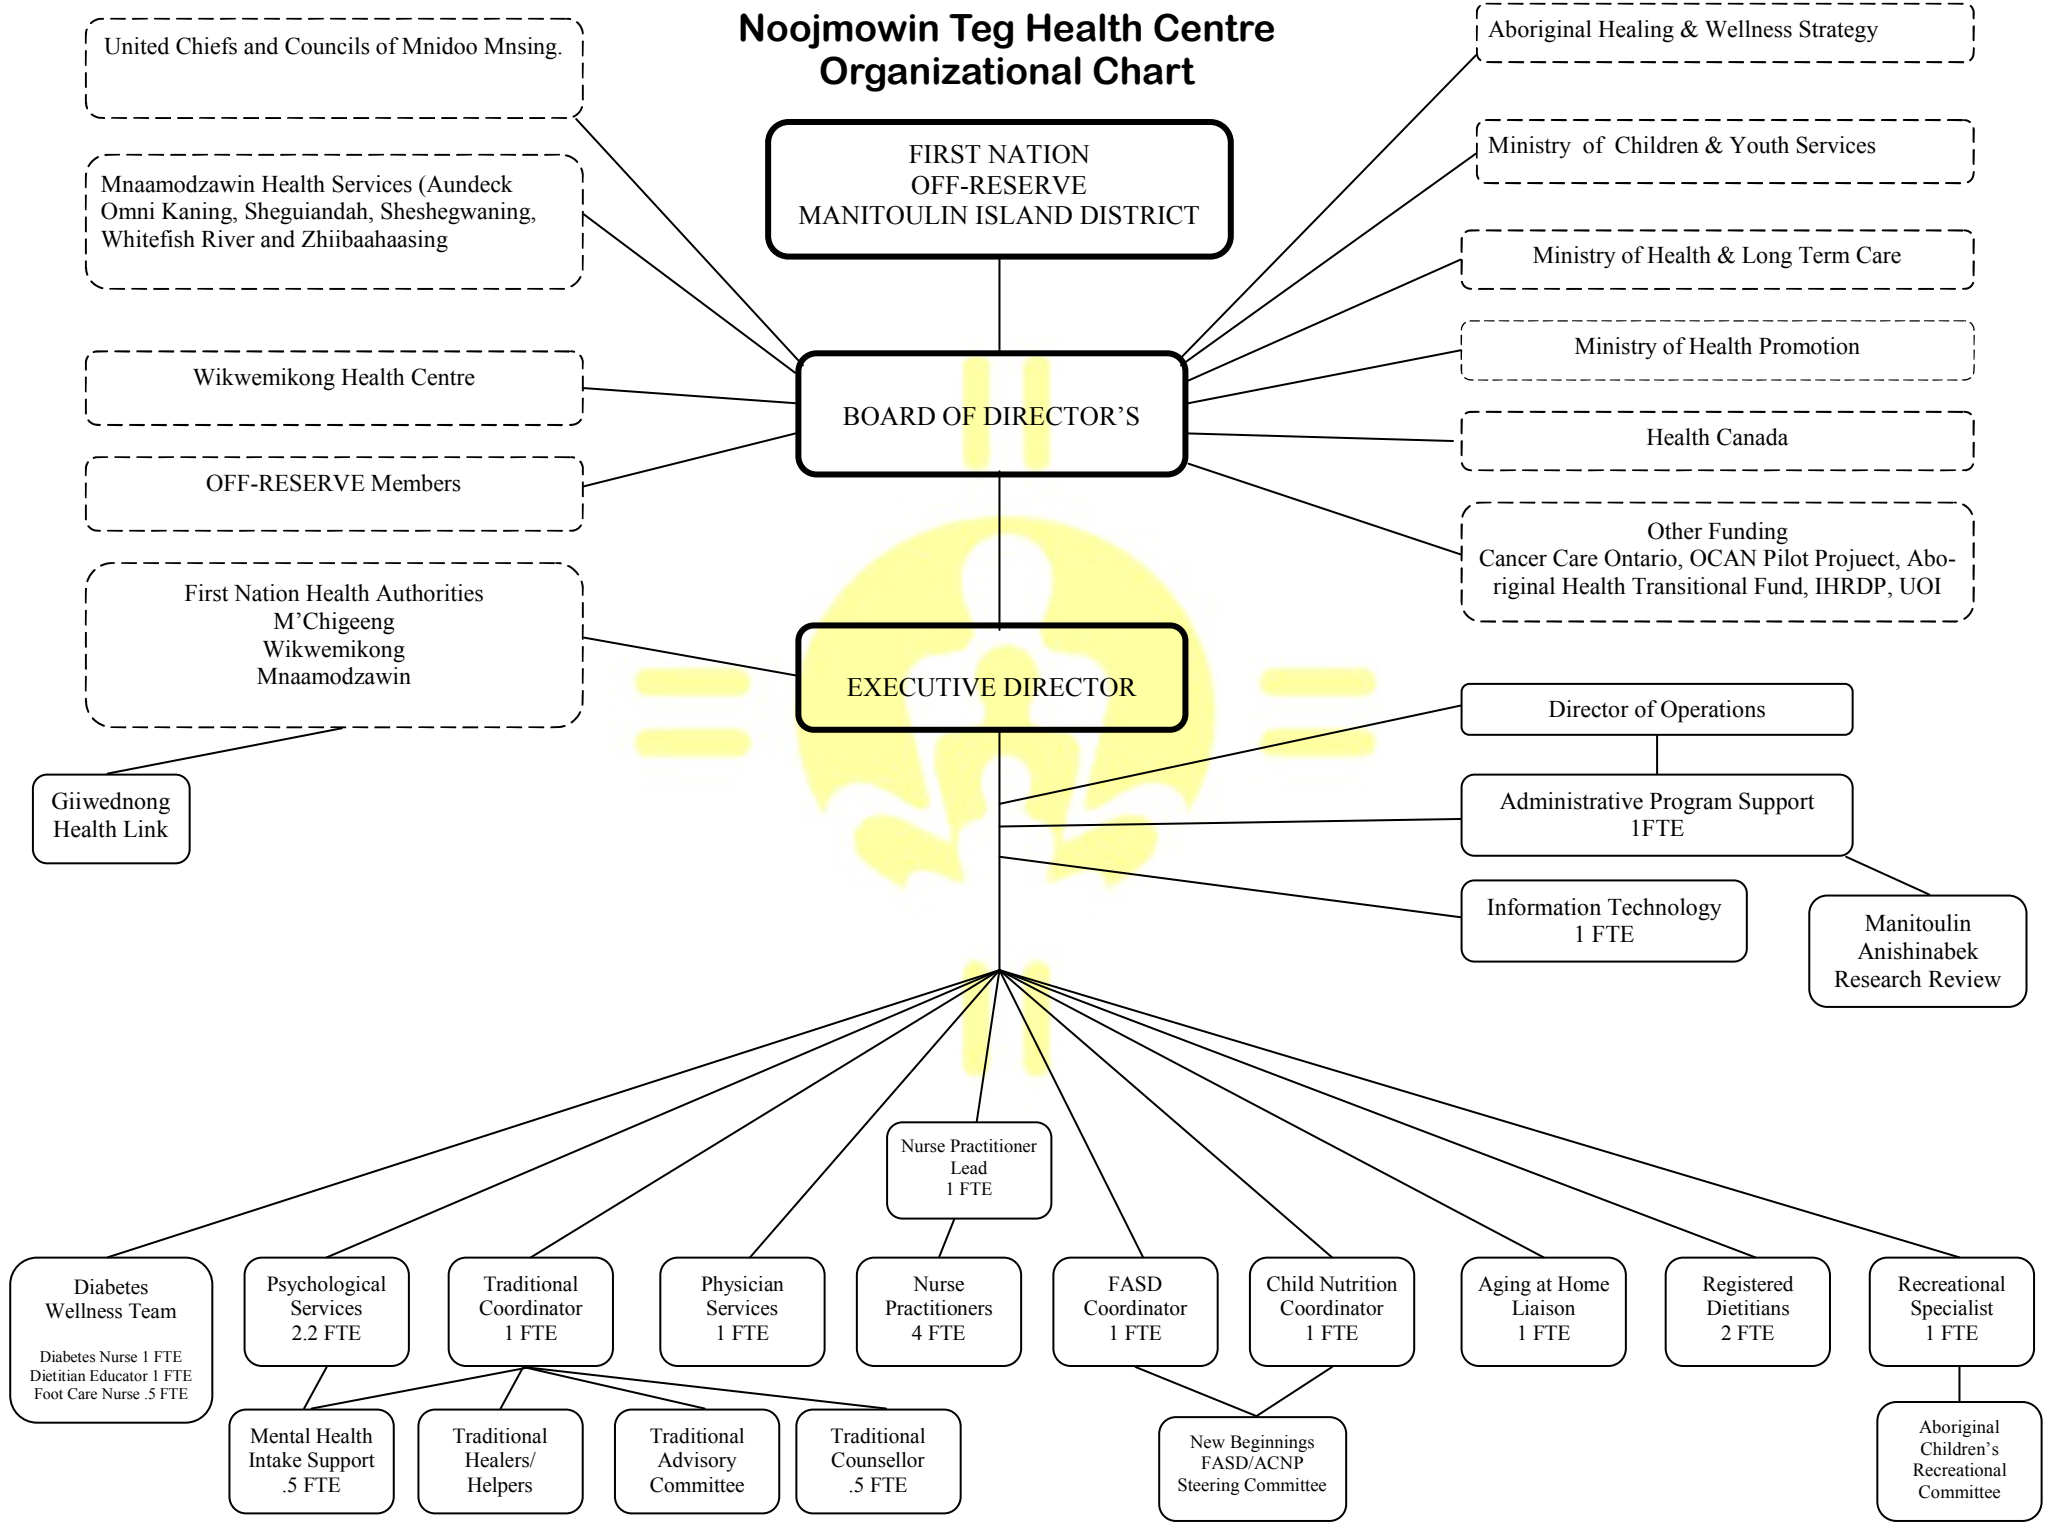 Noojmowin Teg Health Centre
Organizational Chart
United Chiefs and Councils of Mnidoo Mnsing.
Mnaamodzawin Health Services (Aundeck
Omni Kaning, Sheguiandah, Sheshegwaning,
Whitefish River and Zhiibaahaasing
Wikwemikong Health Centre
OFF-RESERVE Members
First Nation Health Authorities
M’Chigeeng
Wikwemikong
Mnaamodzawin
Giiwednong
Health Link
FIRST NATION
OFF-RESERVE
MANITOULIN ISLAND DISTRICT
BOARD OF DIRECTOR’S
EXECUTIVE DIRECTOR
Aboriginal Healing & Wellness Strategy
Ministry of Children & Youth Services
Ministry of Health & Long Term Care
Ministry of Health Promotion
Health Canada
Other Funding
Cancer Care Ontario, OCAN Pilot Projuect, Abo-
riginal Health Transitional Fund, IHRDP, UOI
Director of Operations
Administrative Program Support
1FTE
Information Technology
1 FTE
Manitoulin
Anishinabek
Research Review
Nurse Practitioner
Lead
1 FTE
Diabetes
Wellness Team
Diabetes Nurse 1 FTE
Dietitian Educator 1 FTE
Foot Care Nurse .5 FTE
Psychological
Services
2.2 FTE
Traditional
Coordinator
1 FTE
Physician
Services
1 FTE
Nurse
Practitioners
4 FTE
FASD
Coordinator
1 FTE
Child Nutrition
Coordinator
1 FTE
Aging at Home
Liaison
1 FTE
Registered
Dietitians
2 FTE
Recreational
Specialist
1 FTE
Mental Health
Intake Support
.5 FTE
Traditional
Healers/
Helpers
Traditional
Advisory
Committee
Traditional
Counsellor
.5 FTE
New Beginnings
FASD/ACNP
Steering Committee
Aboriginal
Children’s
Recreational
Committee